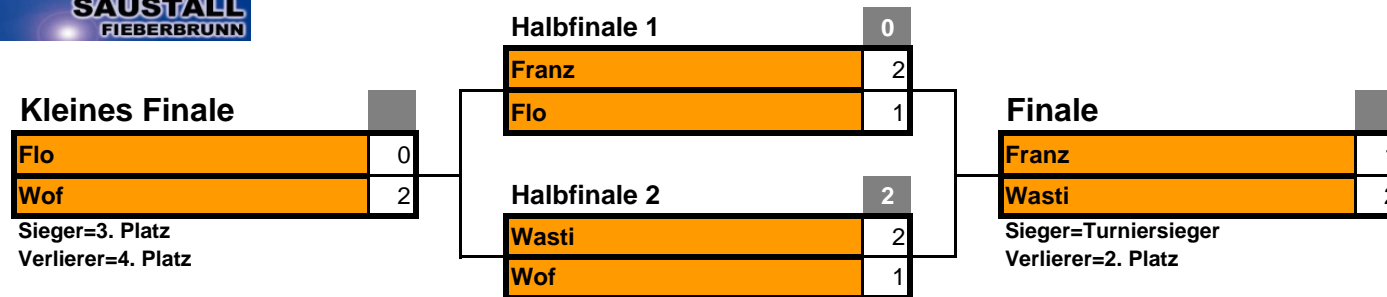 SAUSTALL
FIEBERBRUNN
Halbfinale 1 0
Franz 2
Flo 1
Kleines Finale
Flo 0
Wof 2
Sieger=3. Platz
Verlierer=4. Platz
Halbfinale 2 2
Wasti 2
Wof 1
Finale
Franz
Wasti 2
Sieger=Turniersieger
Verlierer=2. Platz